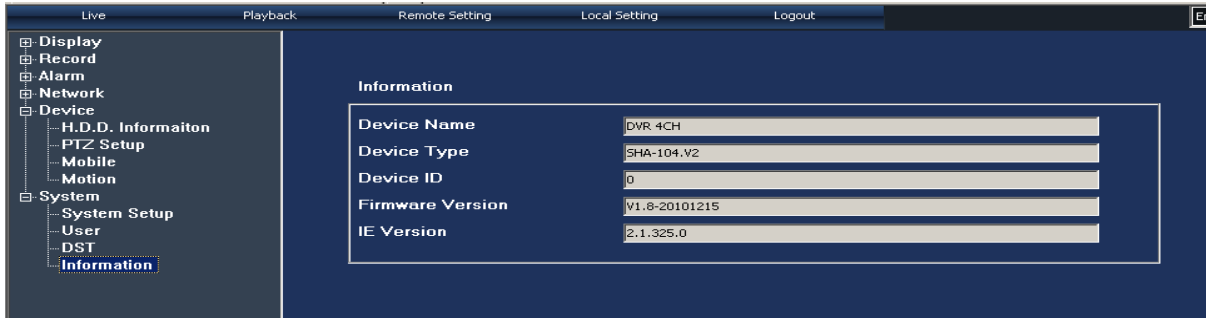 Live Playback Remote Setting Local Setting Logout
Display
Record
Alarm
Network
Device
H.D.D. Informaiton
PTZ Setup
Mobile
Motion
System
System Setup
User
DST
Information
Information
Device Name DVR 4CH
Device Type SHA-104.V2
Device ID 0
Firmware Version V1.8-20101215
IE Version 2.1.325.0